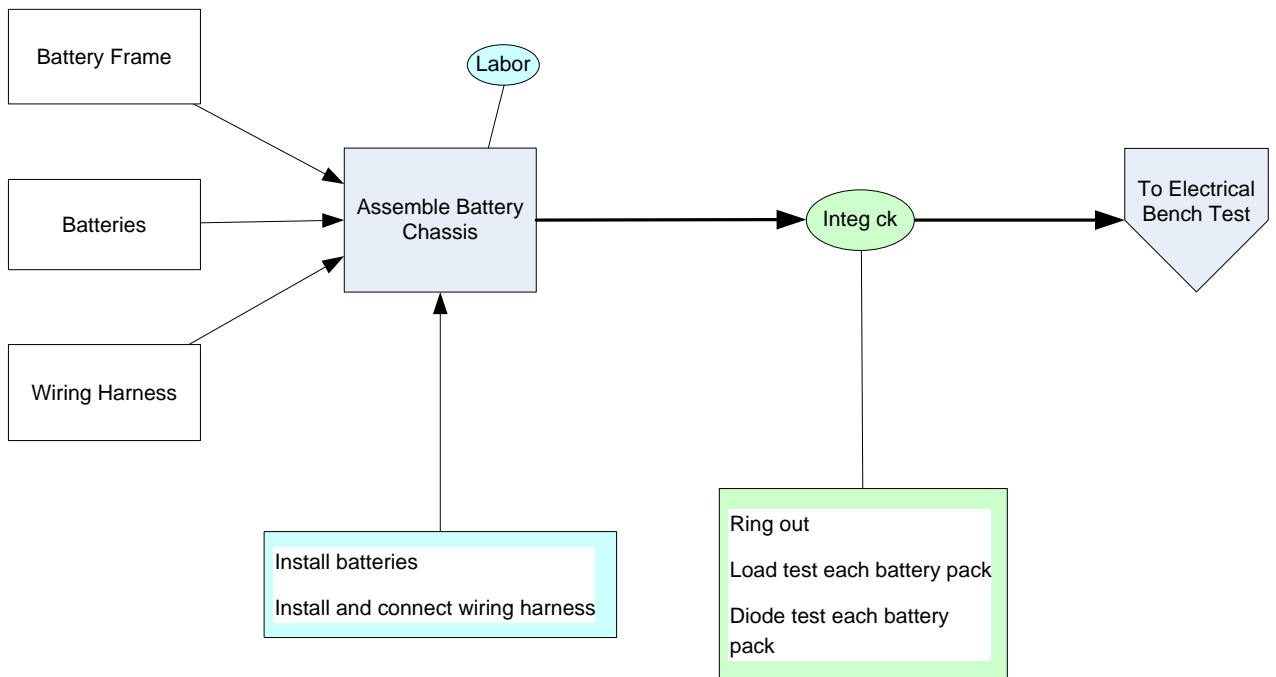 Battery Frame
Labor
Batteries
Assemble Battery
Chassis
Integ ck
To Electrical
Bench Test
Wiring Harness
Install batteries
Install and connect wiring harness
Ring out
Load test each battery pack
Diode test each battery
pack